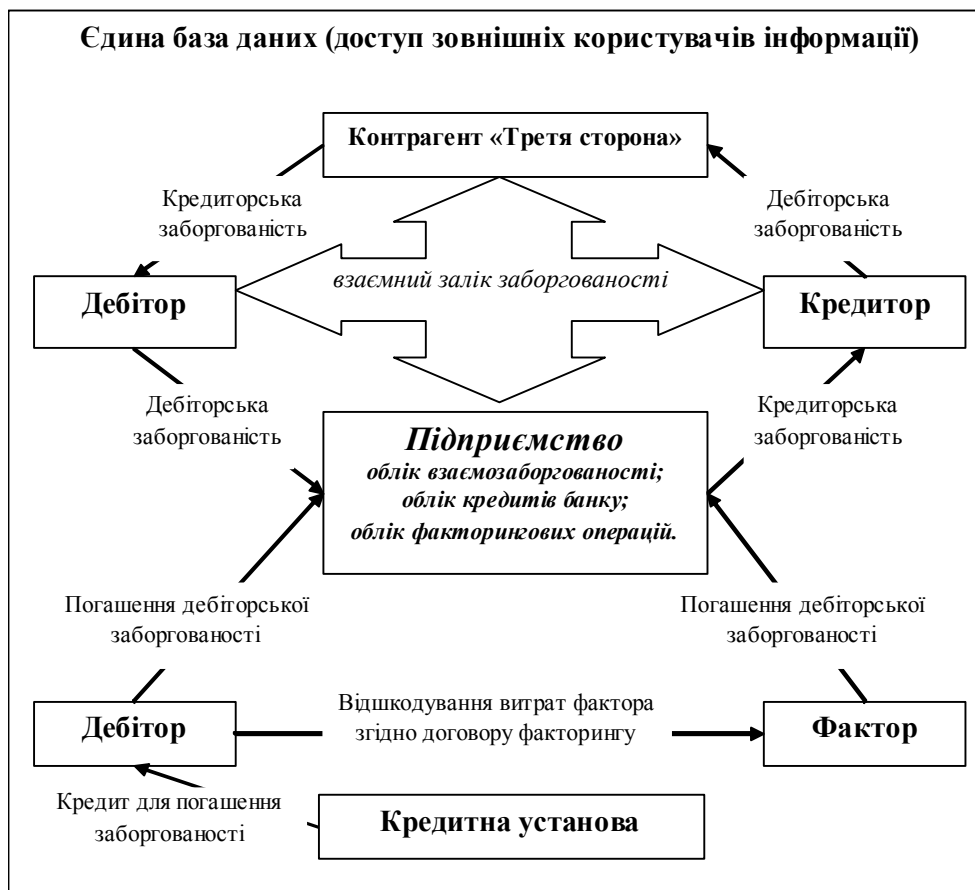 Єдина база даних (доступ зовнішніх користувачів інформації)
Контрагент «Третя сторона»
Кредиторська
заборгованість
Дебіторська
заборгованість
взаємний залік заборгованості
Дебітор
Кредитор
Дебіторська
заборгованість
Кредиторська
заборгованість
Підприємство
облік взаємозаборгованості;
облік кредитів банку;
облік факторингових операцій.
Погашення дебіторської
заборгованості
Погашення дебіторської
заборгованості
Дебітор
Відшкодування витрат фактора
згідно договору факторингу
Фактор
Кредит для погашення
заборгованості
Кредитна установа